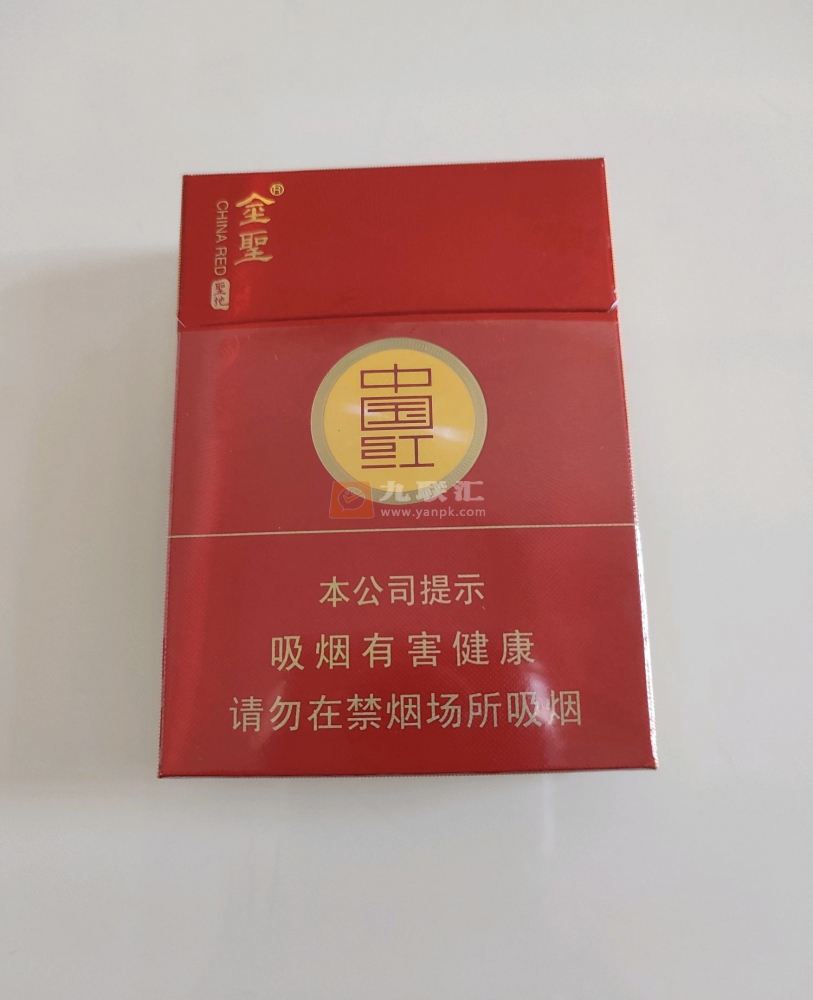 金聖®
CHINA RED
聖地
中国红
九联汇
www.yanpk.com
本公司提示
吸烟有害健康
请勿在禁烟场所吸烟